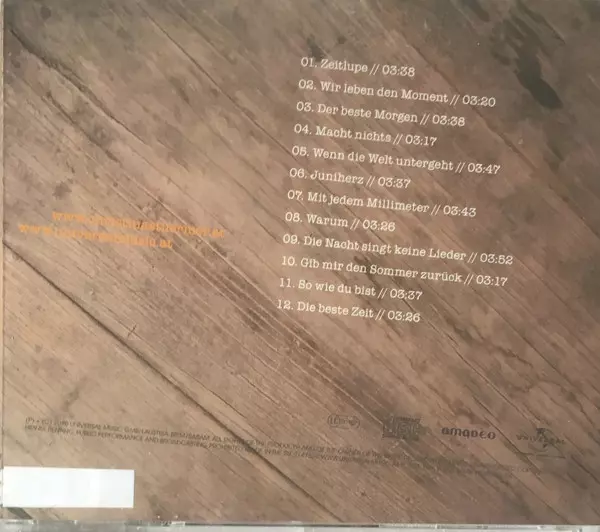 01. Zeitlupe // 03:38
02. Wir leben den Moment // 03:20
03. Der beste Morgen // 03:38
04. Macht nichts // 03:17
05. Wenn die Welt untergeht // 03:47
06. Juniherz // 03:37
07. Mit jedem Millimeter // 03:43
08. Warum // 03:26
09. Die Nacht singt keine Lieder // 03:52
10. Gib mir den Sommer zurück // 03:17
11. So wie du bist // 03:37
12. Die beste Zeit // 03:26
amadeo
UNIVERSAL